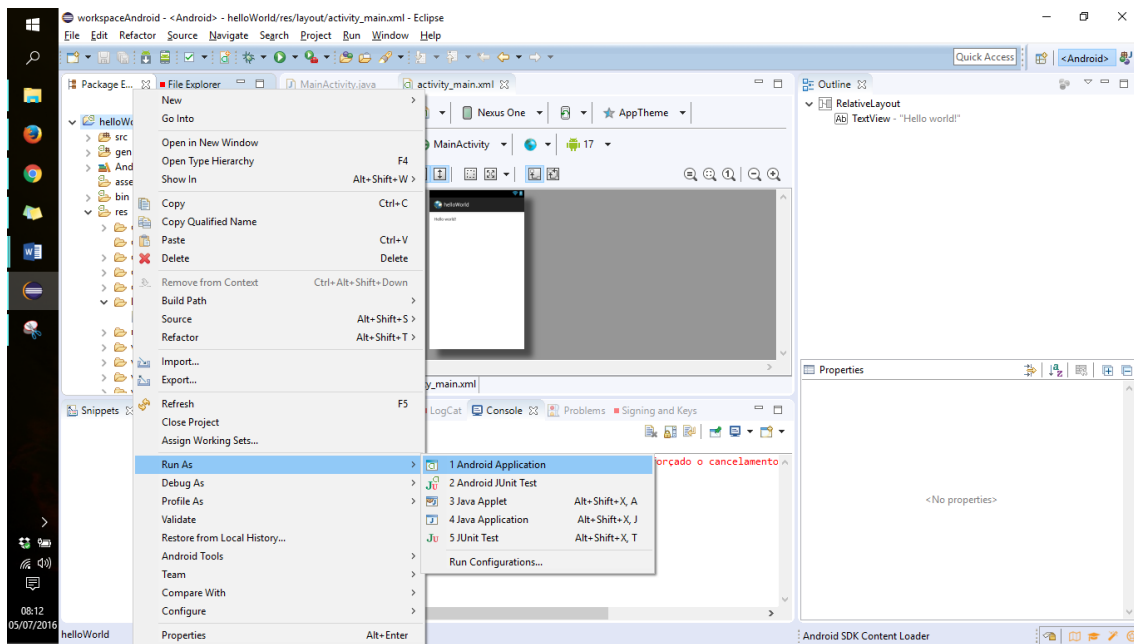 workspaceAndroid - <Android> - helloWorld/res/layout/activity_main.xml - Eclipse
File Edit Refactor Source Navigate Search Project Run Window Help
Quick Access
<Android>
Package E...
File Explorer
MainActivity.java
activity_main.xml
Outline
New
Go Into
Open in New Window
Open Type Hierarchy F4
Show In Alt+Shift+W >
Copy Ctrl+C
Copy Qualified Name
Paste Ctrl+V
Delete Delete
Remove from Context Ctrl+Alt+Shift+Down
Build Path
Source Alt+Shift+S >
Refactor Alt+Shift+T >
Import...
Export...
Refresh F5
Close Project
Assign Working Sets...
Run As
Debug As
Profile As
Validate
Restore from Local History...
Android Tools
Team
Compare With
Configure
Properties Alt+Enter
1 Android Application
2 Android JUnit Test
3 Java Applet Alt+Shift+X, A
4 Java Application Alt+Shift+X, J
5 JUnit Test Alt+Shift+X, T
Run Configurations...
src
gen
bin
res
Nexus One
AppTheme
MainActivity
17
helloWorld
Hello world!
y_main.xml
RelativeLayout
Ab TextView - "Hello world!"
Properties
<No properties>
Snippets
LogCat
Console
Problems
Signing and Keys
orçado o cancelamento
08:12
05/07/2016
helloWorld
Android SDK Content Loader